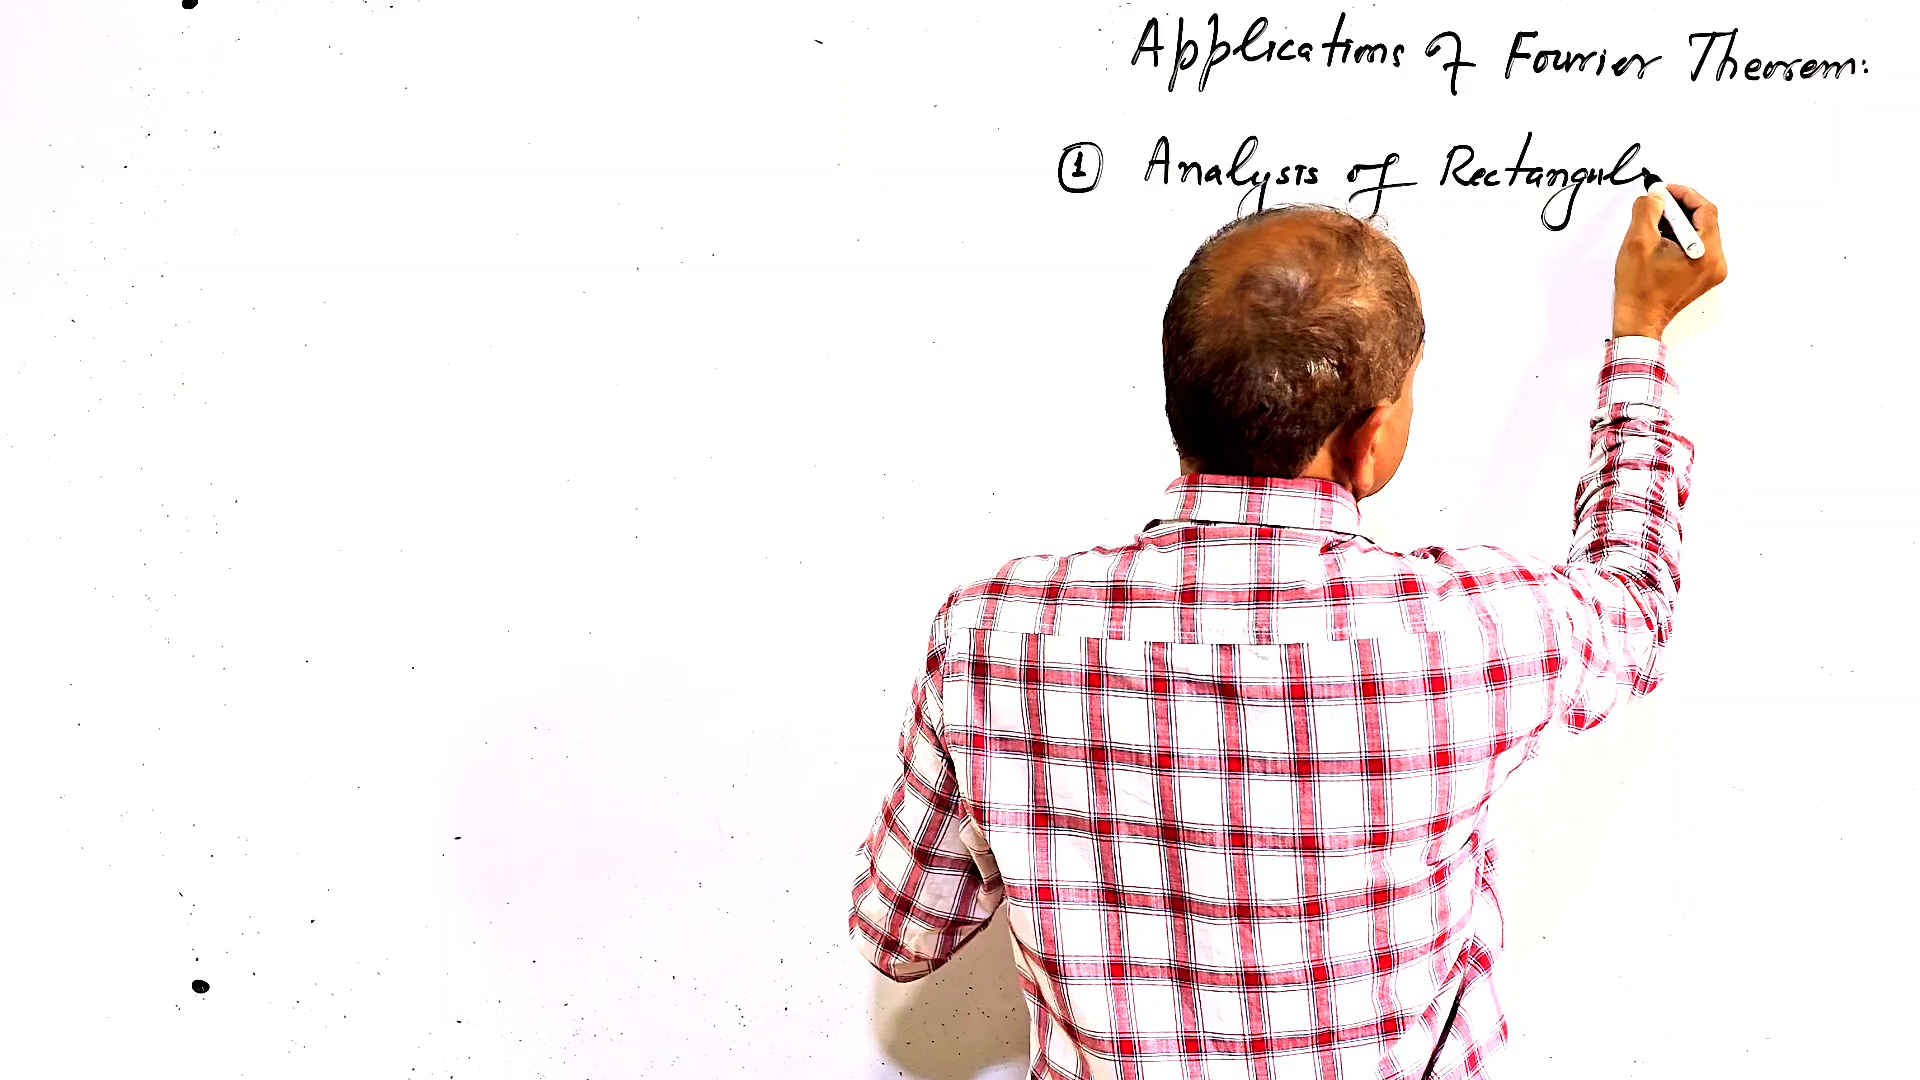 Applications of Fourier Theorem:
① Analysis of Rectangul